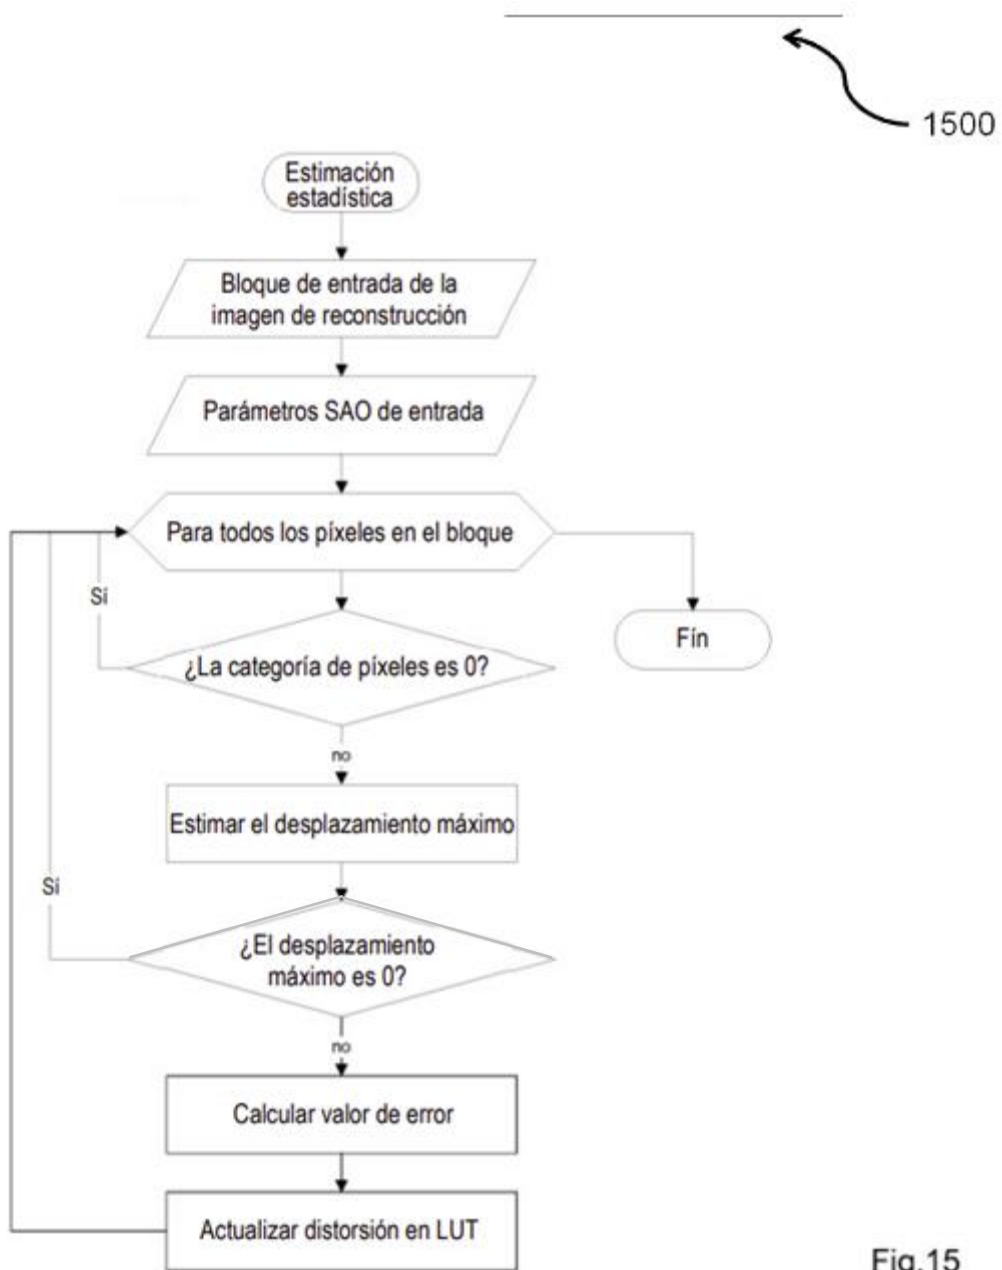 1500
Estimación
estadística
Bloque de entrada de la
imagen de reconstrucción
Parámetros SAO de entrada
Para todos los píxeles en el bloque
Sí
Fín
¿La categoría de píxeles es 0?
no
Estimar el desplazamiento máximo
Sí
¿El desplazamiento
máximo es 0?
no
Calcular valor de error
Actualizar distorsión en LUT
Fig.15